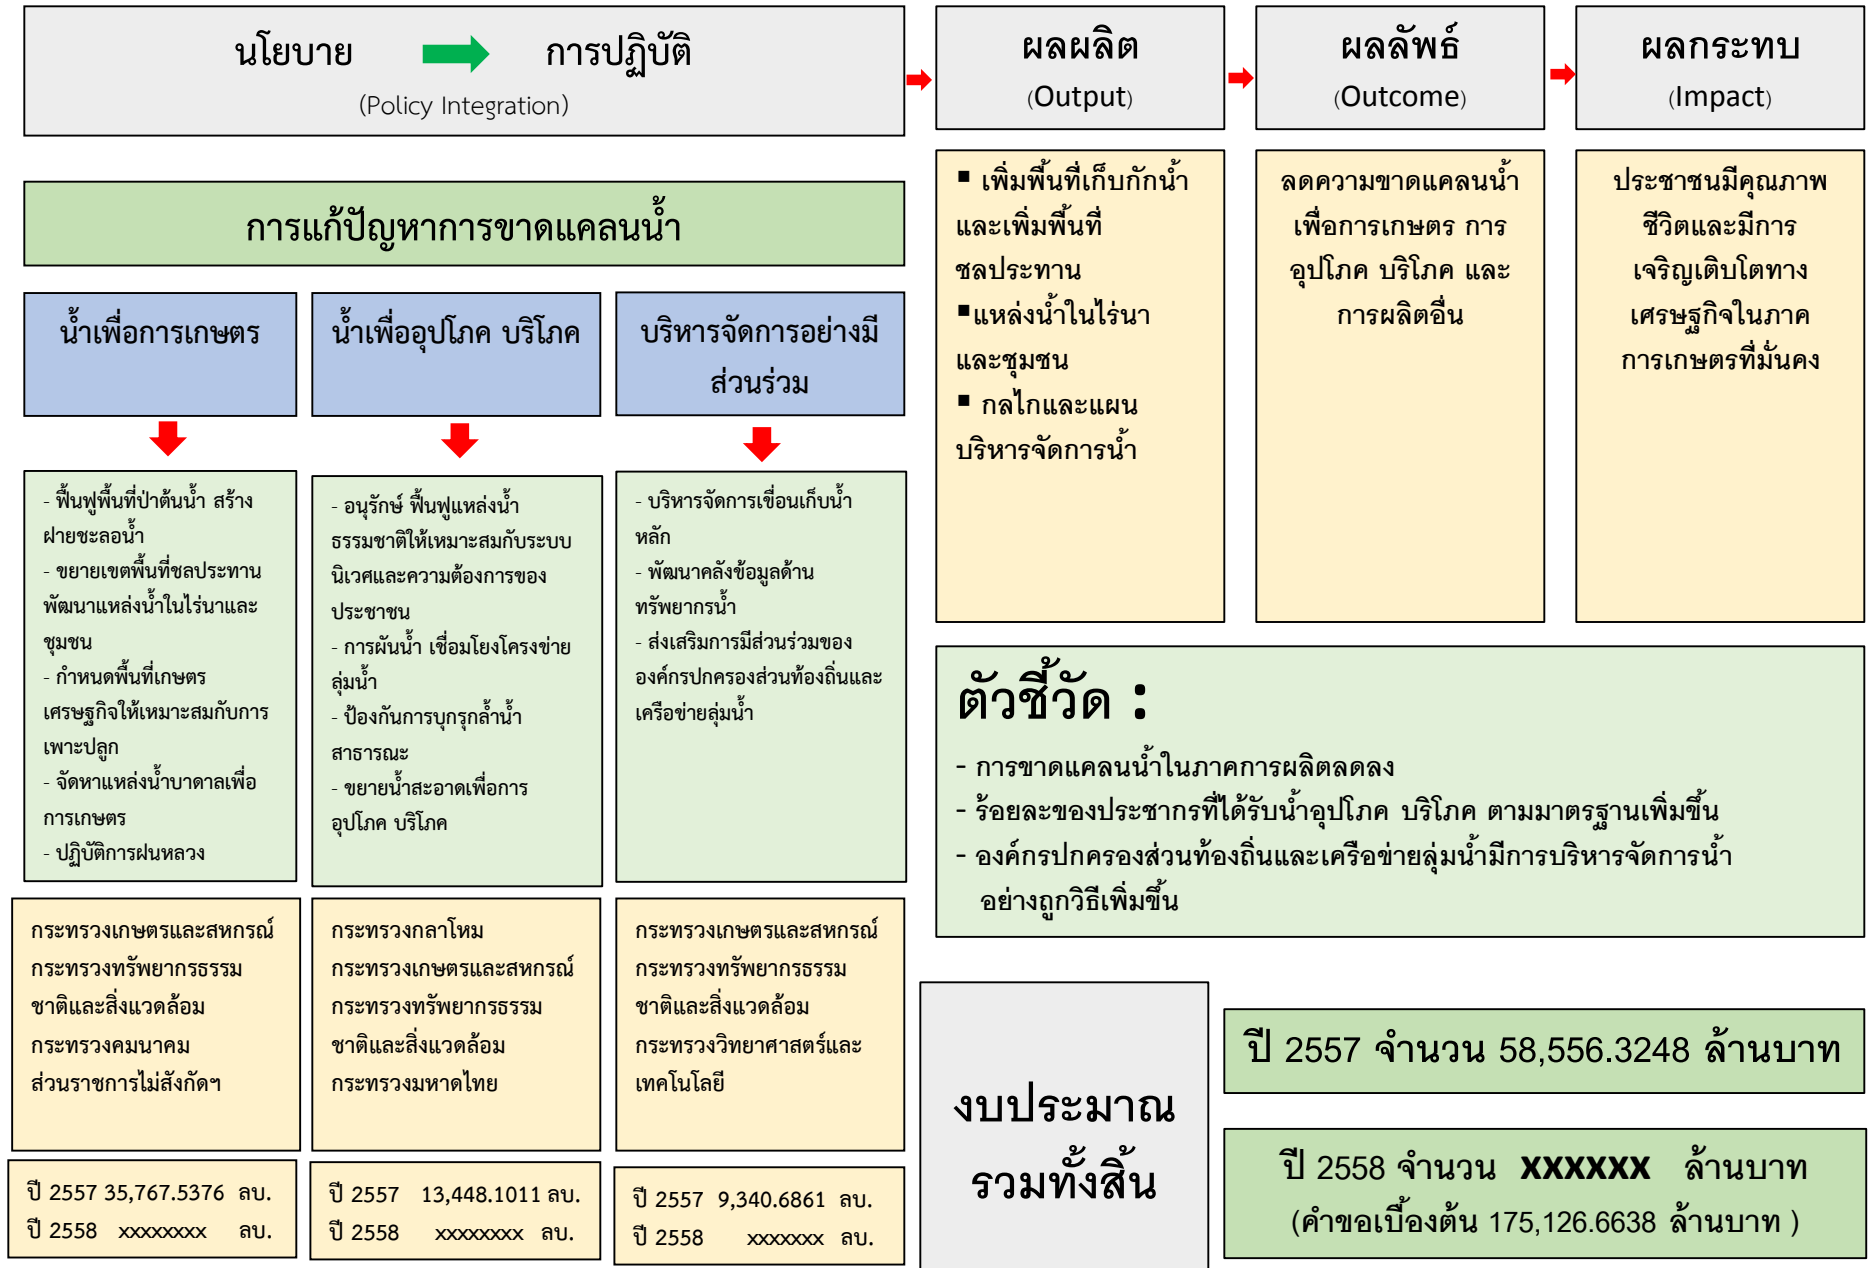 นโยบาย การปฏิบัติ
(Policy Integration)
ผลผลิต
(Output)
ผลลัพธ์
(Outcome)
ผลกระทบ
(Impact)
การแก้ปัญหาการขาดแคลนน้ำ
น้ำเพื่อการเกษตร
น้ำเพื่ออุปโภค บริโภค
บริหารจัดการอย่างมี
ส่วนร่วม
- ฟื้นฟูพื้นที่ป่าต้นน้ำ สร้าง
ฝายชะลอน้ำ
- ขยายเขตพื้นที่ชลประทาน
พัฒนาแหล่งน้ำในไร่นาและ
ชุมชน
- กำหนดพื้นที่เกษตร
เศรษฐกิจให้เหมาะสมกับการ
เพาะปลูก
- จัดหาแหล่งน้ำบาดาลเพื่อ
การเกษตร
- ปฏิบัติการฝนหลวง
- อนุรักษ์ ฟื้นฟูแหล่งน้ำ
ธรรมชาติให้เหมาะสมกับระบบ
นิเวศและความต้องการของ
ประชาชน
- การผันน้ำ เชื่อมโยงโครงข่าย
ลุ่มน้ำ
- ป้องกันการบุกรุกล้ำน้ำ
สาธารณะ
- ขยายน้ำสะอาดเพื่อการ
อุปโภค บริโภค
- บริหารจัดการเขื่อนเก็บน้ำ
หลัก
- พัฒนาคลังข้อมูลด้าน
ทรัพยากรน้ำ
- ส่งเสริมการมีส่วนร่วมของ
องค์กรปกครองส่วนท้องถิ่นและ
เครือข่ายลุ่มน้ำ
กระทรวงเกษตรและสหกรณ์
กระทรวงทรัพยากรธรรม
ชาติและสิ่งแวดล้อม
กระทรวงคมนาคม
ส่วนราชการไม่สังกัดฯ
กระทรวงกลาโหม
กระทรวงเกษตรและสหกรณ์
กระทรวงทรัพยากรธรรม
ชาติและสิ่งแวดล้อม
กระทรวงมหาดไทย
กระทรวงเกษตรและสหกรณ์
กระทรวงทรัพยากรธรรม
ชาติและสิ่งแวดล้อม
กระทรวงวิทยาศาสตร์และ
เทคโนโลยี
ปี 2557 35,767.5376 ลบ.
ปี 2558 xxxxxxxx ลบ.
ปี 2557 13,448.1011 ลบ.
ปี 2558 xxxxxxxx ลบ.
ปี 2557 9,340.6861 ลบ.
ปี 2558 xxxxxxx ลบ.
▪ เพิ่มพื้นที่เก็บกักน้ำ
และเพิ่มพื้นที่
ชลประทาน
▪แหล่งน้ำในไร่นา
และชุมชน
▪ กลไกและแผน
บริหารจัดการน้ำ
ลดความขาดแคลนน้ำ
เพื่อการเกษตร การ
อุปโภค บริโภค และ
การผลิตอื่น
ประชาชนมีคุณภาพ
ชีวิตและมีการ
เจริญเติบโตทาง
เศรษฐกิจในภาค
การเกษตรที่มั่นคง
ตัวชี้วัด :
- การขาดแคลนน้ำในภาคการผลิตลดลง
- ร้อยละของประชากรที่ได้รับน้ำอุปโภค บริโภค ตามมาตรฐานเพิ่มขึ้น
- องค์กรปกครองส่วนท้องถิ่นและเครือข่ายลุ่มน้ำมีการบริหารจัดการน้ำ
อย่างถูกวิธีเพิ่มขึ้น
งบประมาณ
รวมทั้งสิ้น
ปี 2557 จำนวน 58,556.3248 ล้านบาท
ปี 2558 จำนวน xxxxxx ล้านบาท
(คำขอเบื้องต้น 175,126.6638 ล้านบาท )